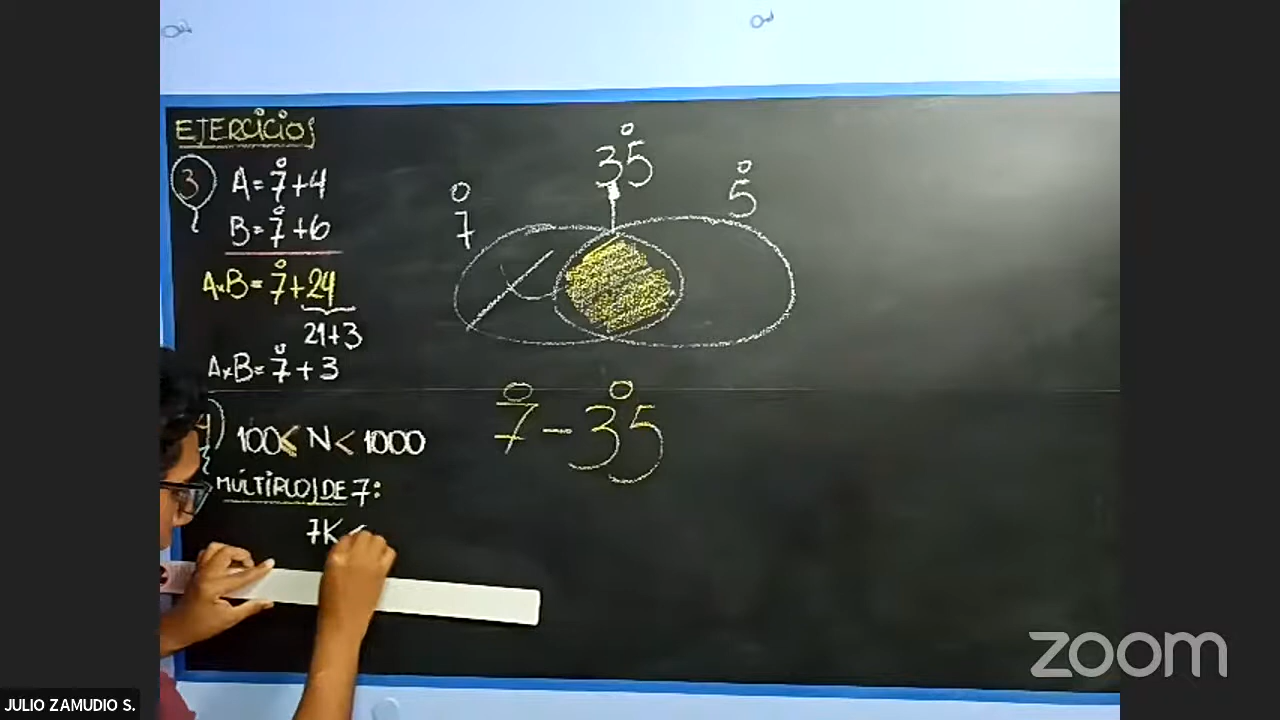 EJERCICIOS
3
A = 7° + 4
B = 7° + 6
A×B = 7° + 24
21 + 3
A×B = 7° + 3
4)
100 < N < 1000
MÚLTIPLOS DE 7:
7K <
7°
35°
5°
7° - 35°
zoom
JULIO ZAMUDIO S.